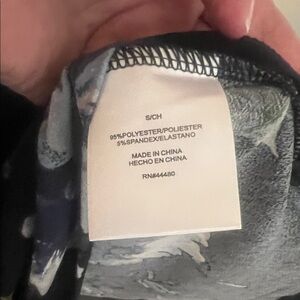 S/CH
95%POLYESTER/POLIESTER
5%SPANDEX/ELASTANO
MADE IN CHINA
HECHO EN CHINA
RN#44480